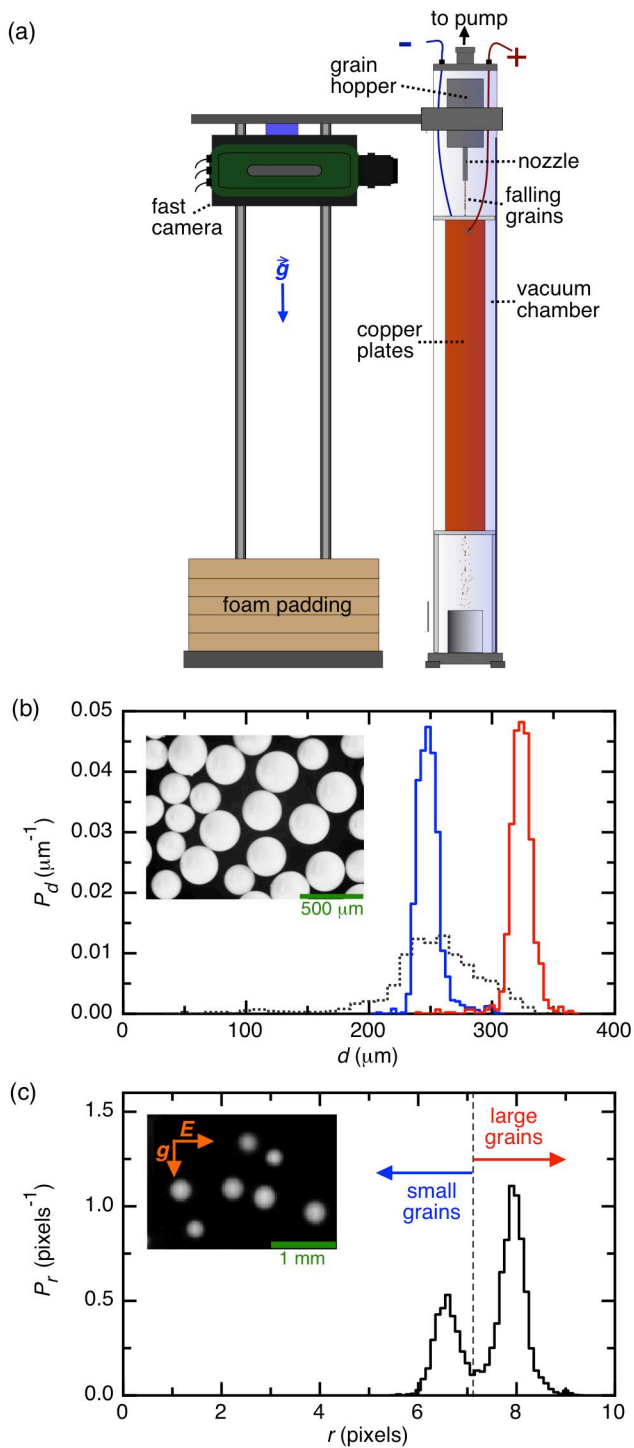 (a)
to pump
-
+
grain
hopper
nozzle
falling
grains
fast
camera
g
vacuum
chamber
copper
plates
foam padding
(b)
0.05
0.04
0.03
0.02
0.01
0.00
P_d (μm⁻¹)
500 μm
0
100
200
300
400
d (μm)
(c)
1.5
1.0
0.5
0.0
P_r (pixels⁻¹)
E
g
1 mm
large
grains
small
grains
0
2
4
6
8
10
r (pixels)